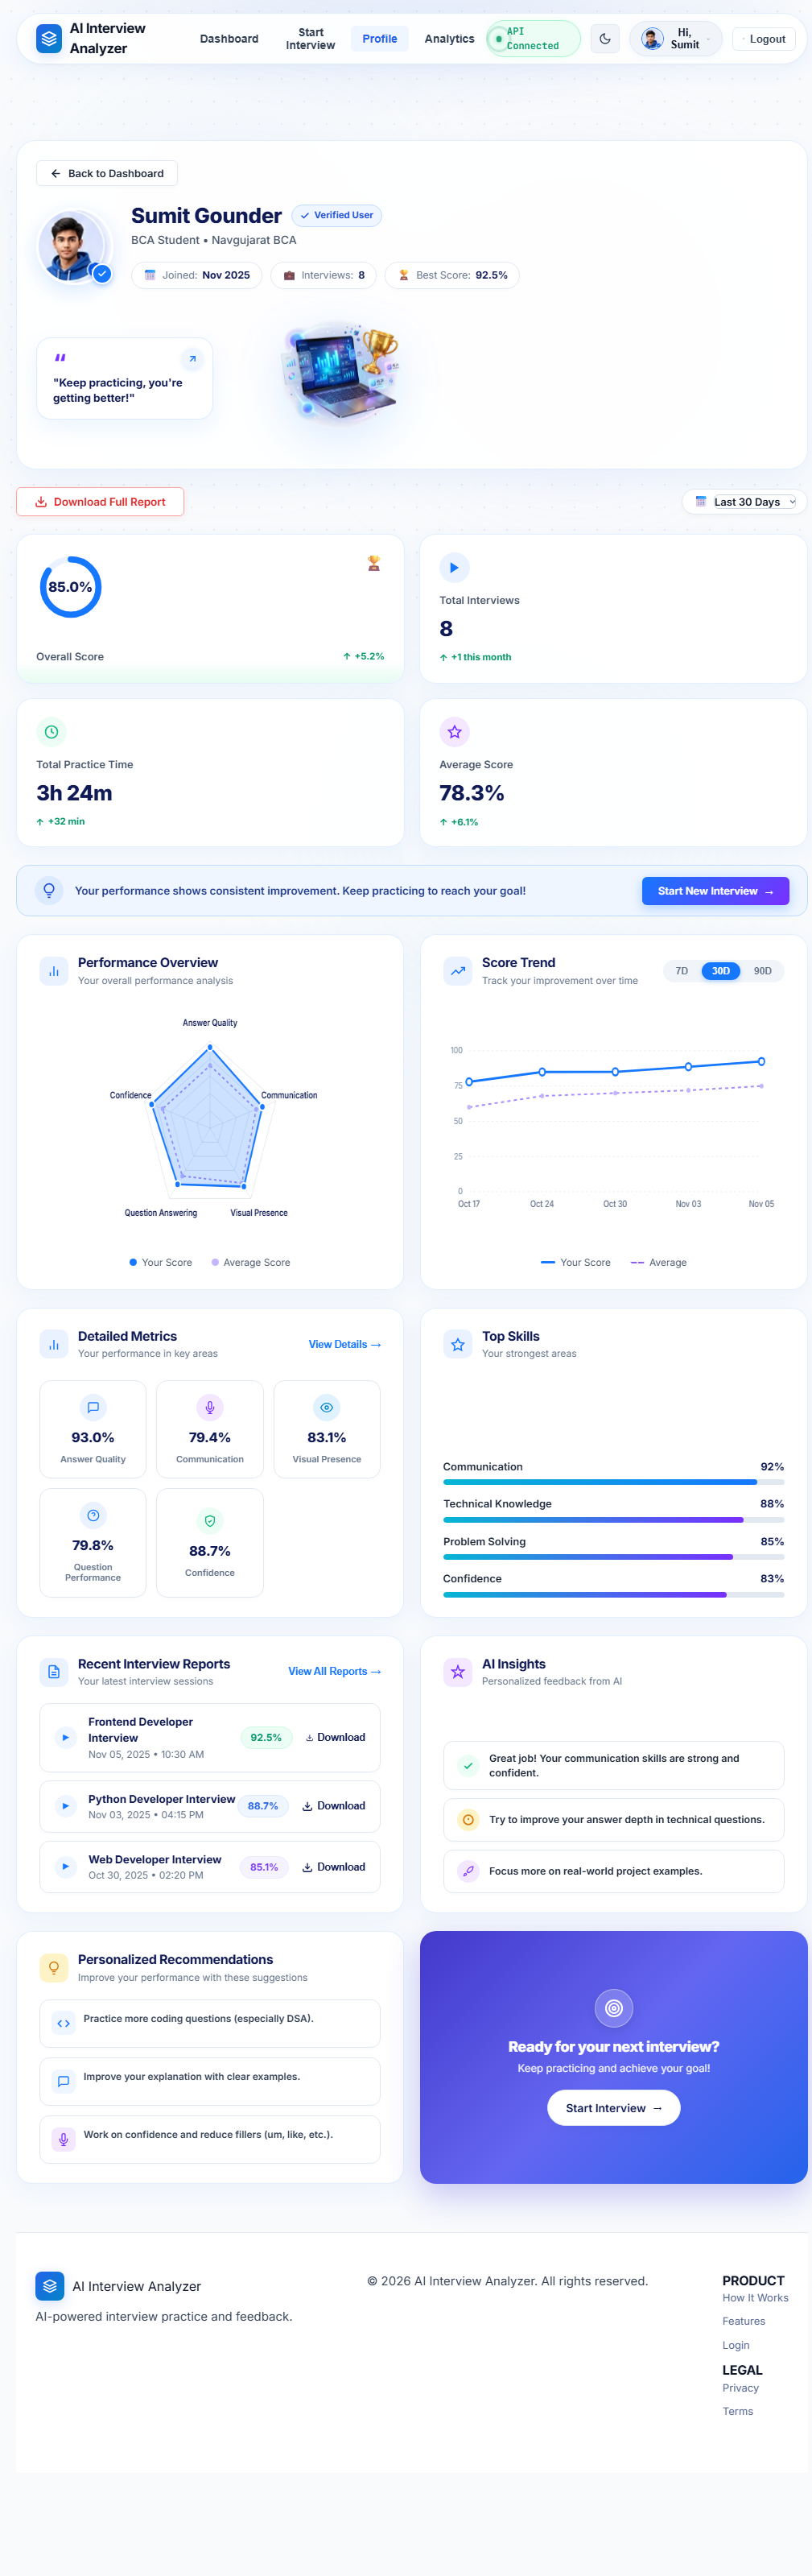 AI Interview
Analyzer
Dashboard
Start
Interview
Profile
Analytics
API
Connected
Hi,
Sumit
Logout
Back to Dashboard
Sumit Gounder
Verified User
BCA Student • Navgujarat BCA
Joined: Nov 2025
Interviews: 8
Best Score: 92.5%
"Keep practicing, you're
getting better!"
Download Full Report
Last 30 Days
85.0%
Overall Score
↑ +5.2%
Total Interviews
8
↑ +1 this month
Total Practice Time
3h 24m
↑ +32 min
Average Score
78.3%
↑ +6.1%
Your performance shows consistent improvement. Keep practicing to reach your goal!
Start New Interview →
Performance Overview
Your overall performance analysis
Answer Quality
Confidence
Communication
Question Answering
Visual Presence
Your Score
Average Score
Score Trend
Track your improvement over time
7D
30D
90D
100
75
50
25
0
Oct 17
Oct 24
Oct 30
Nov 03
Nov 05
Your Score
Average
Detailed Metrics
Your performance in key areas
View Details →
93.0%
Answer Quality
79.4%
Communication
83.1%
Visual Presence
79.8%
Question
Performance
88.7%
Confidence
Top Skills
Your strongest areas
Communication 92%
Technical Knowledge 88%
Problem Solving 85%
Confidence 83%
Recent Interview Reports
Your latest interview sessions
View All Reports →
Frontend Developer
Interview
Nov 05, 2025 • 10:30 AM
92.5%
Download
Python Developer Interview
Nov 03, 2025 • 04:15 PM
88.7%
Download
Web Developer Interview
Oct 30, 2025 • 02:20 PM
85.1%
Download
AI Insights
Personalized feedback from AI
Great job! Your communication skills are strong and
confident.
Try to improve your answer depth in technical questions.
Focus more on real-world project examples.
Personalized Recommendations
Improve your performance with these suggestions
Practice more coding questions (especially DSA).
Improve your explanation with clear examples.
Work on confidence and reduce fillers (um, like, etc.).
Ready for your next interview?
Keep practicing and achieve your goal!
Start Interview →
AI Interview Analyzer
AI-powered interview practice and feedback.
© 2026 AI Interview Analyzer. All rights reserved.
PRODUCT
How It Works
Features
Login
LEGAL
Privacy
Terms